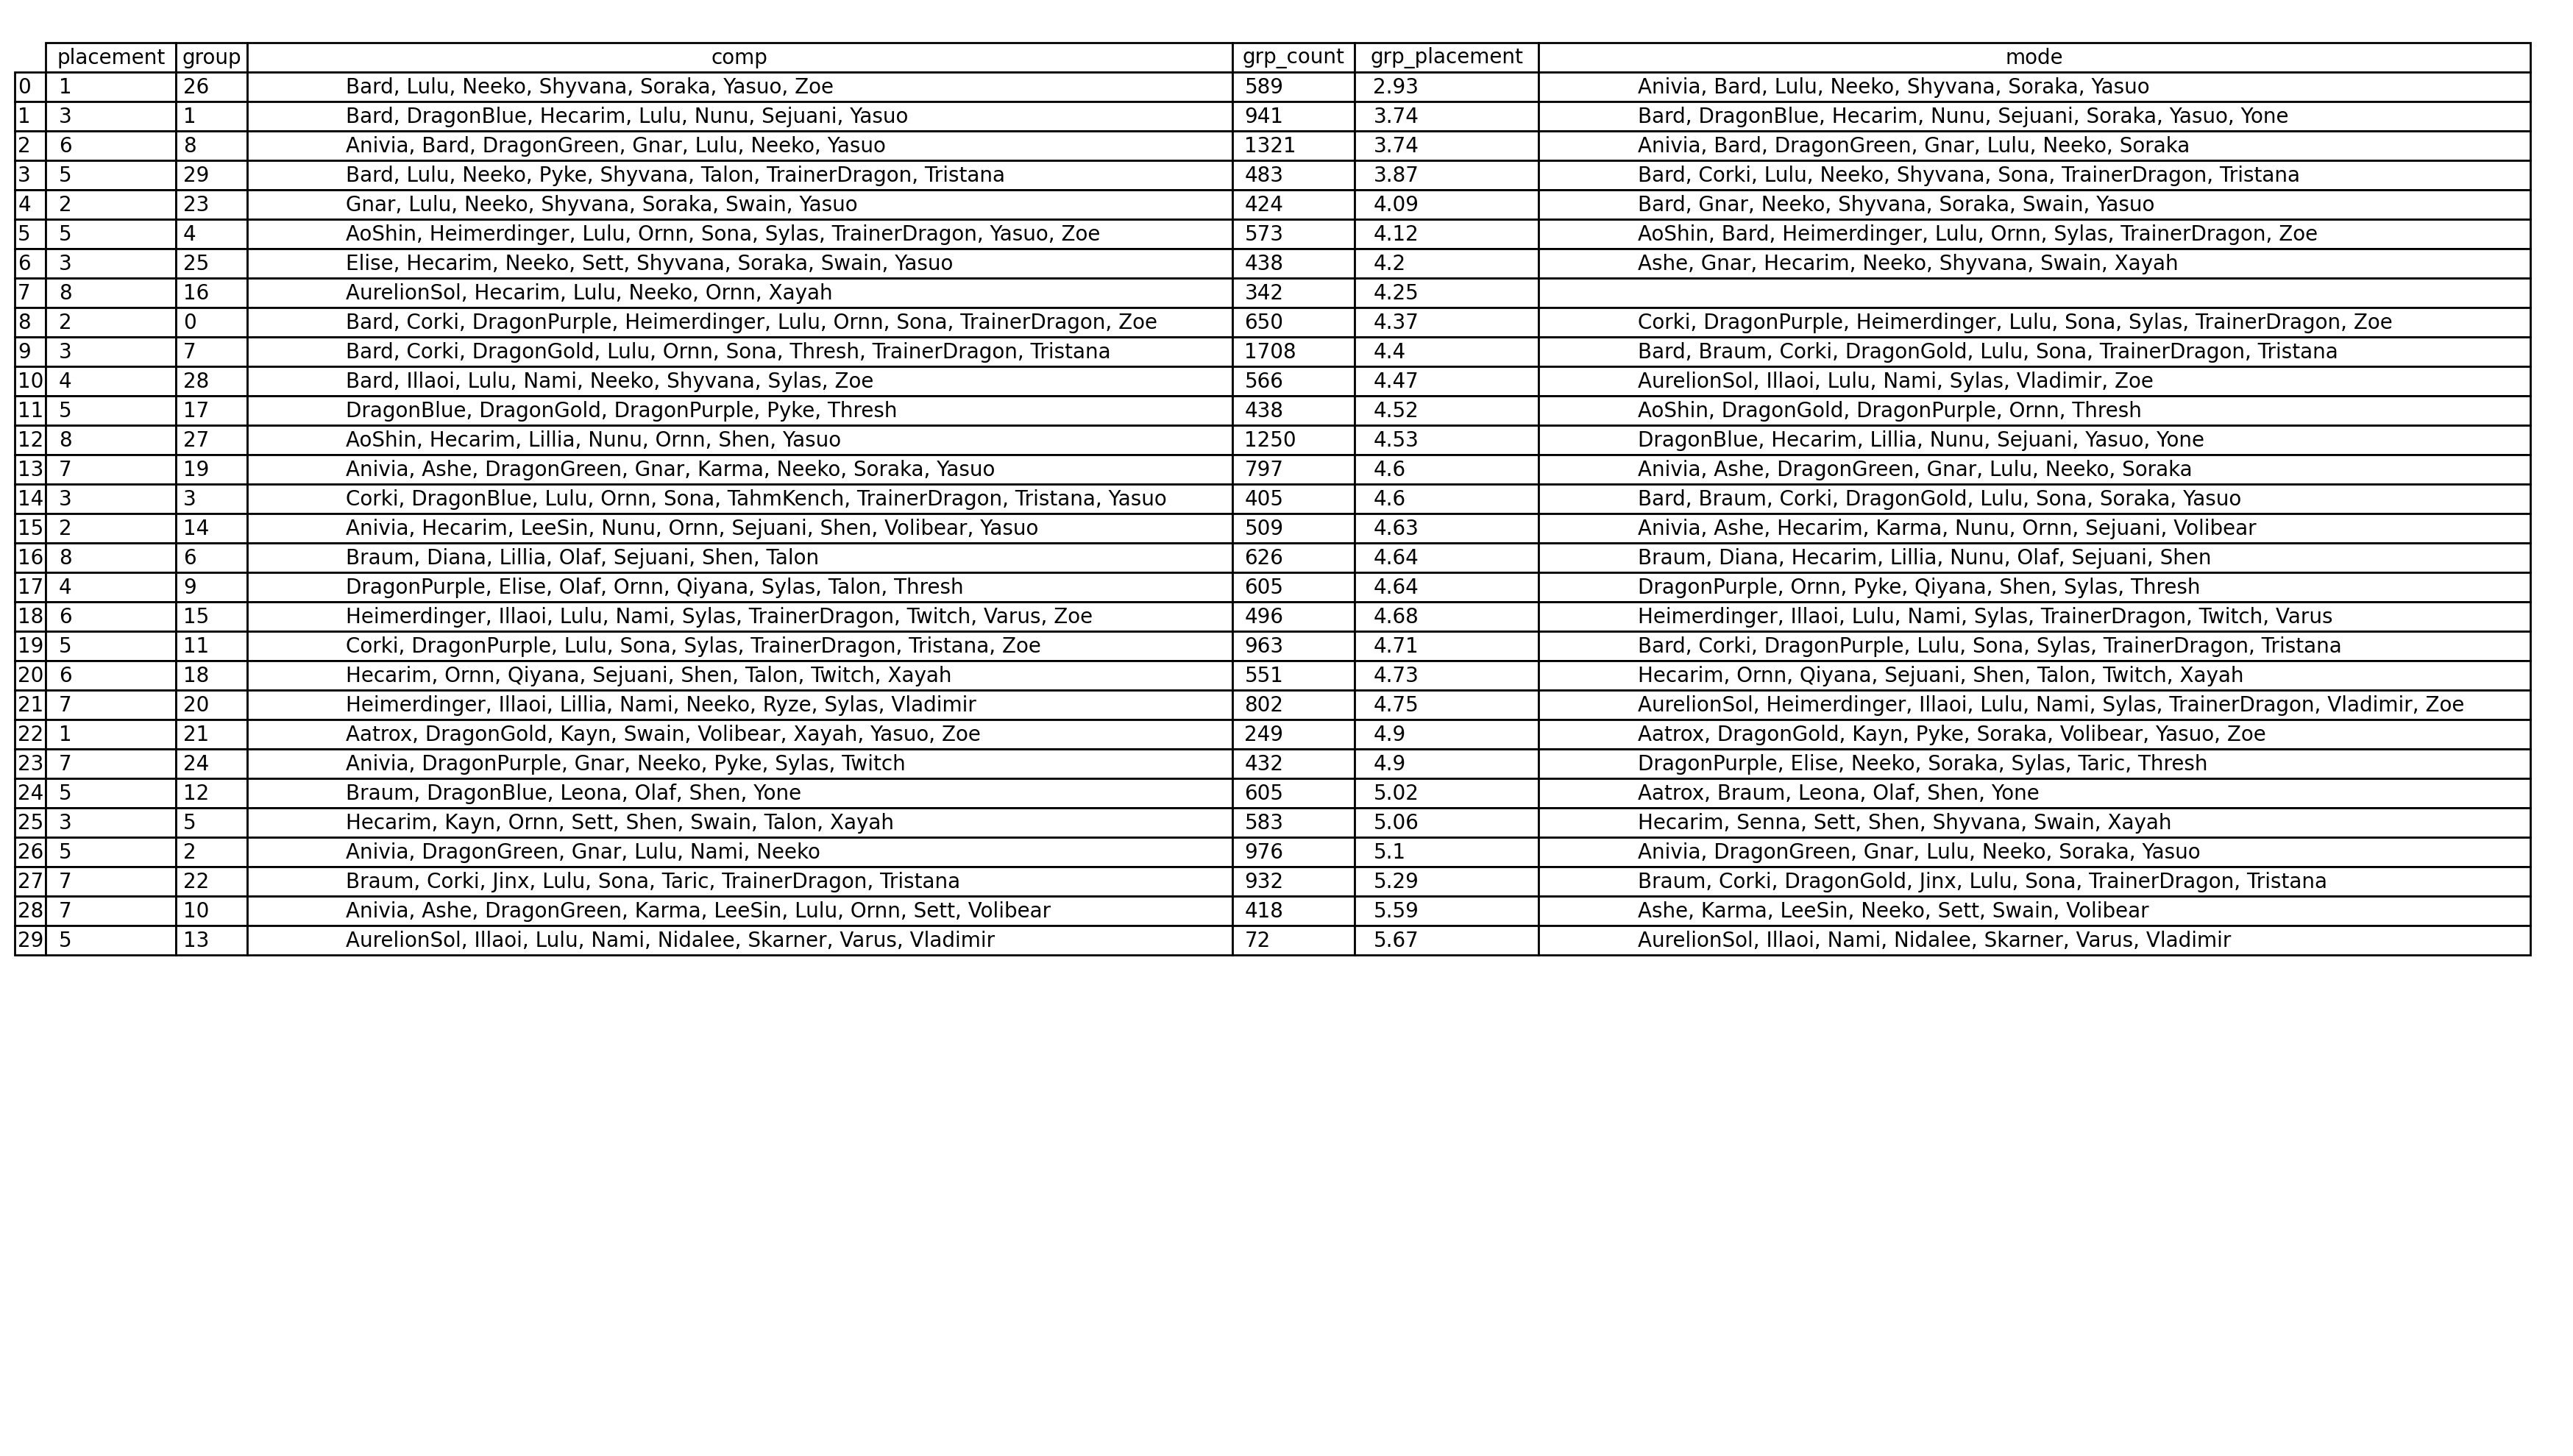 placement group comp grp_count grp_placement mode
0 1 26 Bard, Lulu, Neeko, Shyvana, Soraka, Yasuo, Zoe 589 2.93 Anivia, Bard, Lulu, Neeko, Shyvana, Soraka, Yasuo
1 3 1 Bard, DragonBlue, Hecarim, Lulu, Nunu, Sejuani, Yasuo 941 3.74 Bard, DragonBlue, Hecarim, Nunu, Sejuani, Soraka, Yasuo, Yone
2 6 8 Anivia, Bard, DragonGreen, Gnar, Lulu, Neeko, Yasuo 1321 3.74 Anivia, Bard, DragonGreen, Gnar, Lulu, Neeko, Soraka
3 5 29 Bard, Lulu, Neeko, Pyke, Shyvana, Talon, TrainerDragon, Tristana 483 3.87 Bard, Corki, Lulu, Neeko, Shyvana, Sona, TrainerDragon, Tristana
4 2 23 Gnar, Lulu, Neeko, Shyvana, Soraka, Swain, Yasuo 424 4.09 Bard, Gnar, Neeko, Shyvana, Soraka, Swain, Yasuo
5 5 4 AoShin, Heimerdinger, Lulu, Ornn, Sona, Sylas, TrainerDragon, Yasuo, Zoe 573 4.12 AoShin, Bard, Heimerdinger, Lulu, Ornn, Sylas, TrainerDragon, Zoe
6 3 25 Elise, Hecarim, Neeko, Sett, Shyvana, Soraka, Swain, Yasuo 438 4.2 Ashe, Gnar, Hecarim, Neeko, Shyvana, Swain, Xayah
7 8 16 AurelionSol, Hecarim, Lulu, Neeko, Ornn, Xayah 342 4.25
8 2 0 Bard, Corki, DragonPurple, Heimerdinger, Lulu, Ornn, Sona, TrainerDragon, Zoe 650 4.37 Corki, DragonPurple, Heimerdinger, Lulu, Sona, Sylas, TrainerDragon, Zoe
9 3 7 Bard, Corki, DragonGold, Lulu, Ornn, Sona, Thresh, TrainerDragon, Tristana 1708 4.4 Bard, Braum, Corki, DragonGold, Lulu, Sona, TrainerDragon, Tristana
10 4 28 Bard, Illaoi, Lulu, Nami, Neeko, Shyvana, Sylas, Zoe 566 4.47 AurelionSol, Illaoi, Lulu, Nami, Sylas, Vladimir, Zoe
11 5 17 DragonBlue, DragonGold, DragonPurple, Pyke, Thresh 438 4.52 AoShin, DragonGold, DragonPurple, Ornn, Thresh
12 8 27 AoShin, Hecarim, Lillia, Nunu, Ornn, Shen, Yasuo 1250 4.53 DragonBlue, Hecarim, Lillia, Nunu, Sejuani, Yasuo, Yone
13 7 19 Anivia, Ashe, DragonGreen, Gnar, Karma, Neeko, Soraka, Yasuo 797 4.6 Anivia, Ashe, DragonGreen, Gnar, Lulu, Neeko, Soraka
14 3 3 Corki, DragonBlue, Lulu, Ornn, Sona, TahmKench, TrainerDragon, Tristana, Yasuo 405 4.6 Bard, Braum, Corki, DragonGold, Lulu, Sona, Soraka, Yasuo
15 2 14 Anivia, Hecarim, LeeSin, Nunu, Ornn, Sejuani, Shen, Volibear, Yasuo 509 4.63 Anivia, Ashe, Hecarim, Karma, Nunu, Ornn, Sejuani, Volibear
16 8 6 Braum, Diana, Lillia, Olaf, Sejuani, Shen, Talon 626 4.64 Braum, Diana, Hecarim, Lillia, Nunu, Olaf, Sejuani, Shen
17 4 9 DragonPurple, Elise, Olaf, Ornn, Qiyana, Sylas, Talon, Thresh 605 4.64 DragonPurple, Ornn, Pyke, Qiyana, Shen, Sylas, Thresh
18 6 15 Heimerdinger, Illaoi, Lulu, Nami, Sylas, TrainerDragon, Twitch, Varus, Zoe 496 4.68 Heimerdinger, Illaoi, Lulu, Nami, Sylas, TrainerDragon, Twitch, Varus
19 5 11 Corki, DragonPurple, Lulu, Sona, Sylas, TrainerDragon, Tristana, Zoe 963 4.71 Bard, Corki, DragonPurple, Lulu, Sona, Sylas, TrainerDragon, Tristana
20 6 18 Hecarim, Ornn, Qiyana, Sejuani, Shen, Talon, Twitch, Xayah 551 4.73 Hecarim, Ornn, Qiyana, Sejuani, Shen, Talon, Twitch, Xayah
21 7 20 Heimerdinger, Illaoi, Lillia, Nami, Neeko, Ryze, Sylas, Vladimir 802 4.75 AurelionSol, Heimerdinger, Illaoi, Lulu, Nami, Sylas, TrainerDragon, Vladimir, Zoe
22 1 21 Aatrox, DragonGold, Kayn, Swain, Volibear, Xayah, Yasuo, Zoe 249 4.9 Aatrox, DragonGold, Kayn, Pyke, Soraka, Volibear, Yasuo, Zoe
23 7 24 Anivia, DragonPurple, Gnar, Neeko, Pyke, Sylas, Twitch 432 4.9 DragonPurple, Elise, Neeko, Soraka, Sylas, Taric, Thresh
24 5 12 Braum, DragonBlue, Leona, Olaf, Shen, Yone 605 5.02 Aatrox, Braum, Leona, Olaf, Shen, Yone
25 3 5 Hecarim, Kayn, Ornn, Sett, Shen, Swain, Talon, Xayah 583 5.06 Hecarim, Senna, Sett, Shen, Shyvana, Swain, Xayah
26 5 2 Anivia, DragonGreen, Gnar, Lulu, Nami, Neeko 976 5.1 Anivia, DragonGreen, Gnar, Lulu, Neeko, Soraka, Yasuo
27 7 22 Braum, Corki, Jinx, Lulu, Sona, Taric, TrainerDragon, Tristana 932 5.29 Braum, Corki, DragonGold, Jinx, Lulu, Sona, TrainerDragon, Tristana
28 7 10 Anivia, Ashe, DragonGreen, Karma, LeeSin, Lulu, Ornn, Sett, Volibear 418 5.59 Ashe, Karma, LeeSin, Neeko, Sett, Swain, Volibear
29 5 13 AurelionSol, Illaoi, Lulu, Nami, Nidalee, Skarner, Varus, Vladimir 72 5.67 AurelionSol, Illaoi, Nami, Nidalee, Skarner, Varus, Vladimir